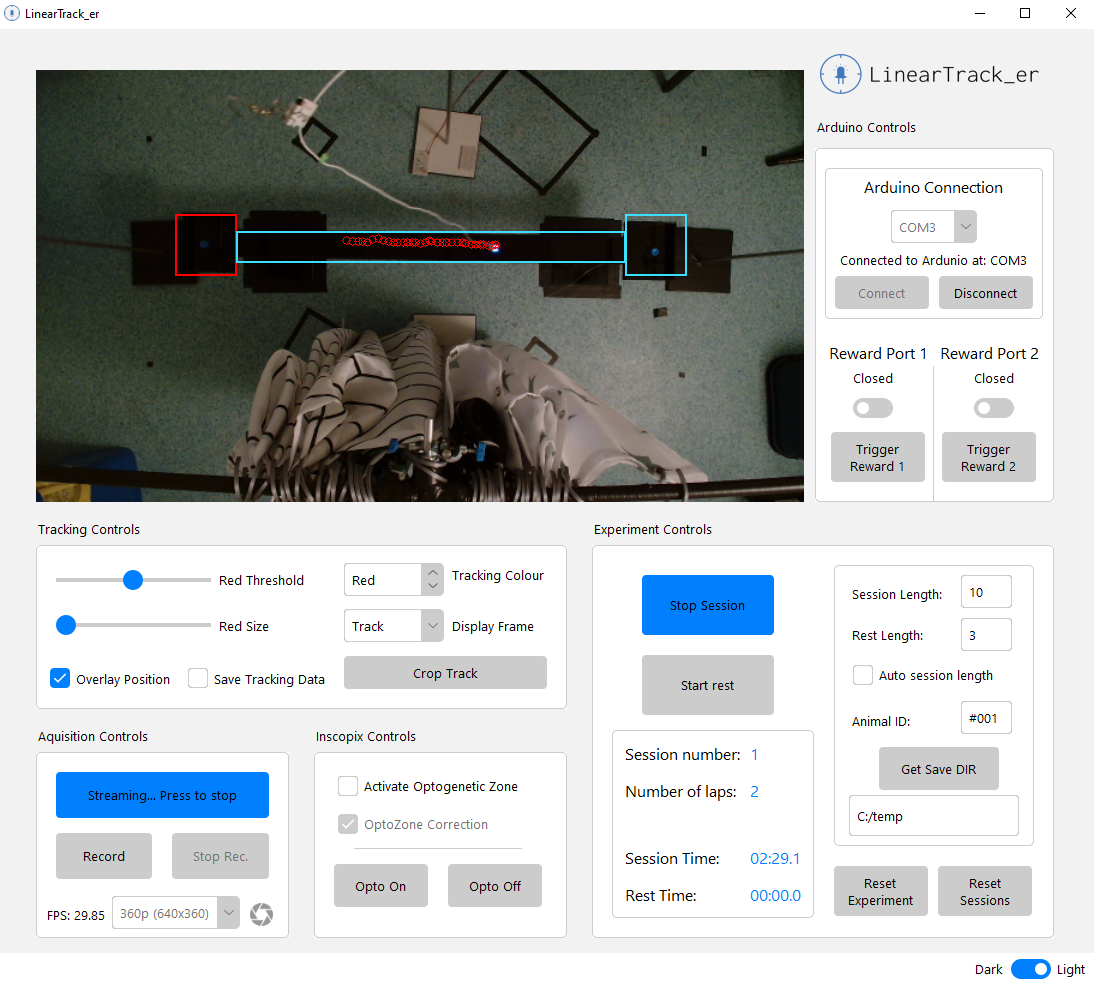 LinearTrack_er
LinearTrack_er
Arduino Controls
Arduino Connection
COM3
Connected to Ardunio at: COM3
Connect
Disconnect
Reward Port 1
Reward Port 2
Closed
Closed
Trigger
Reward 1
Trigger
Reward 2
Tracking Controls
Red Threshold
Red
Tracking Colour
Red Size
Track
Display Frame
Overlay Position
Save Tracking Data
Crop Track
Aquisition Controls
Streaming... Press to stop
Record
Stop Rec.
FPS: 29.85
360p (640x360)
Inscopix Controls
Activate Optogenetic Zone
OptoZone Correction
Opto On
Opto Off
Experiment Controls
Stop Session
Start rest
Session number: 1
Number of laps: 2
Session Time: 02:29.1
Rest Time: 00:00.0
Session Length: 10
Rest Length: 3
Auto session length
Animal ID: #001
Get Save DIR
C:/temp
Reset
Experiment
Reset
Sessions
Dark
Light